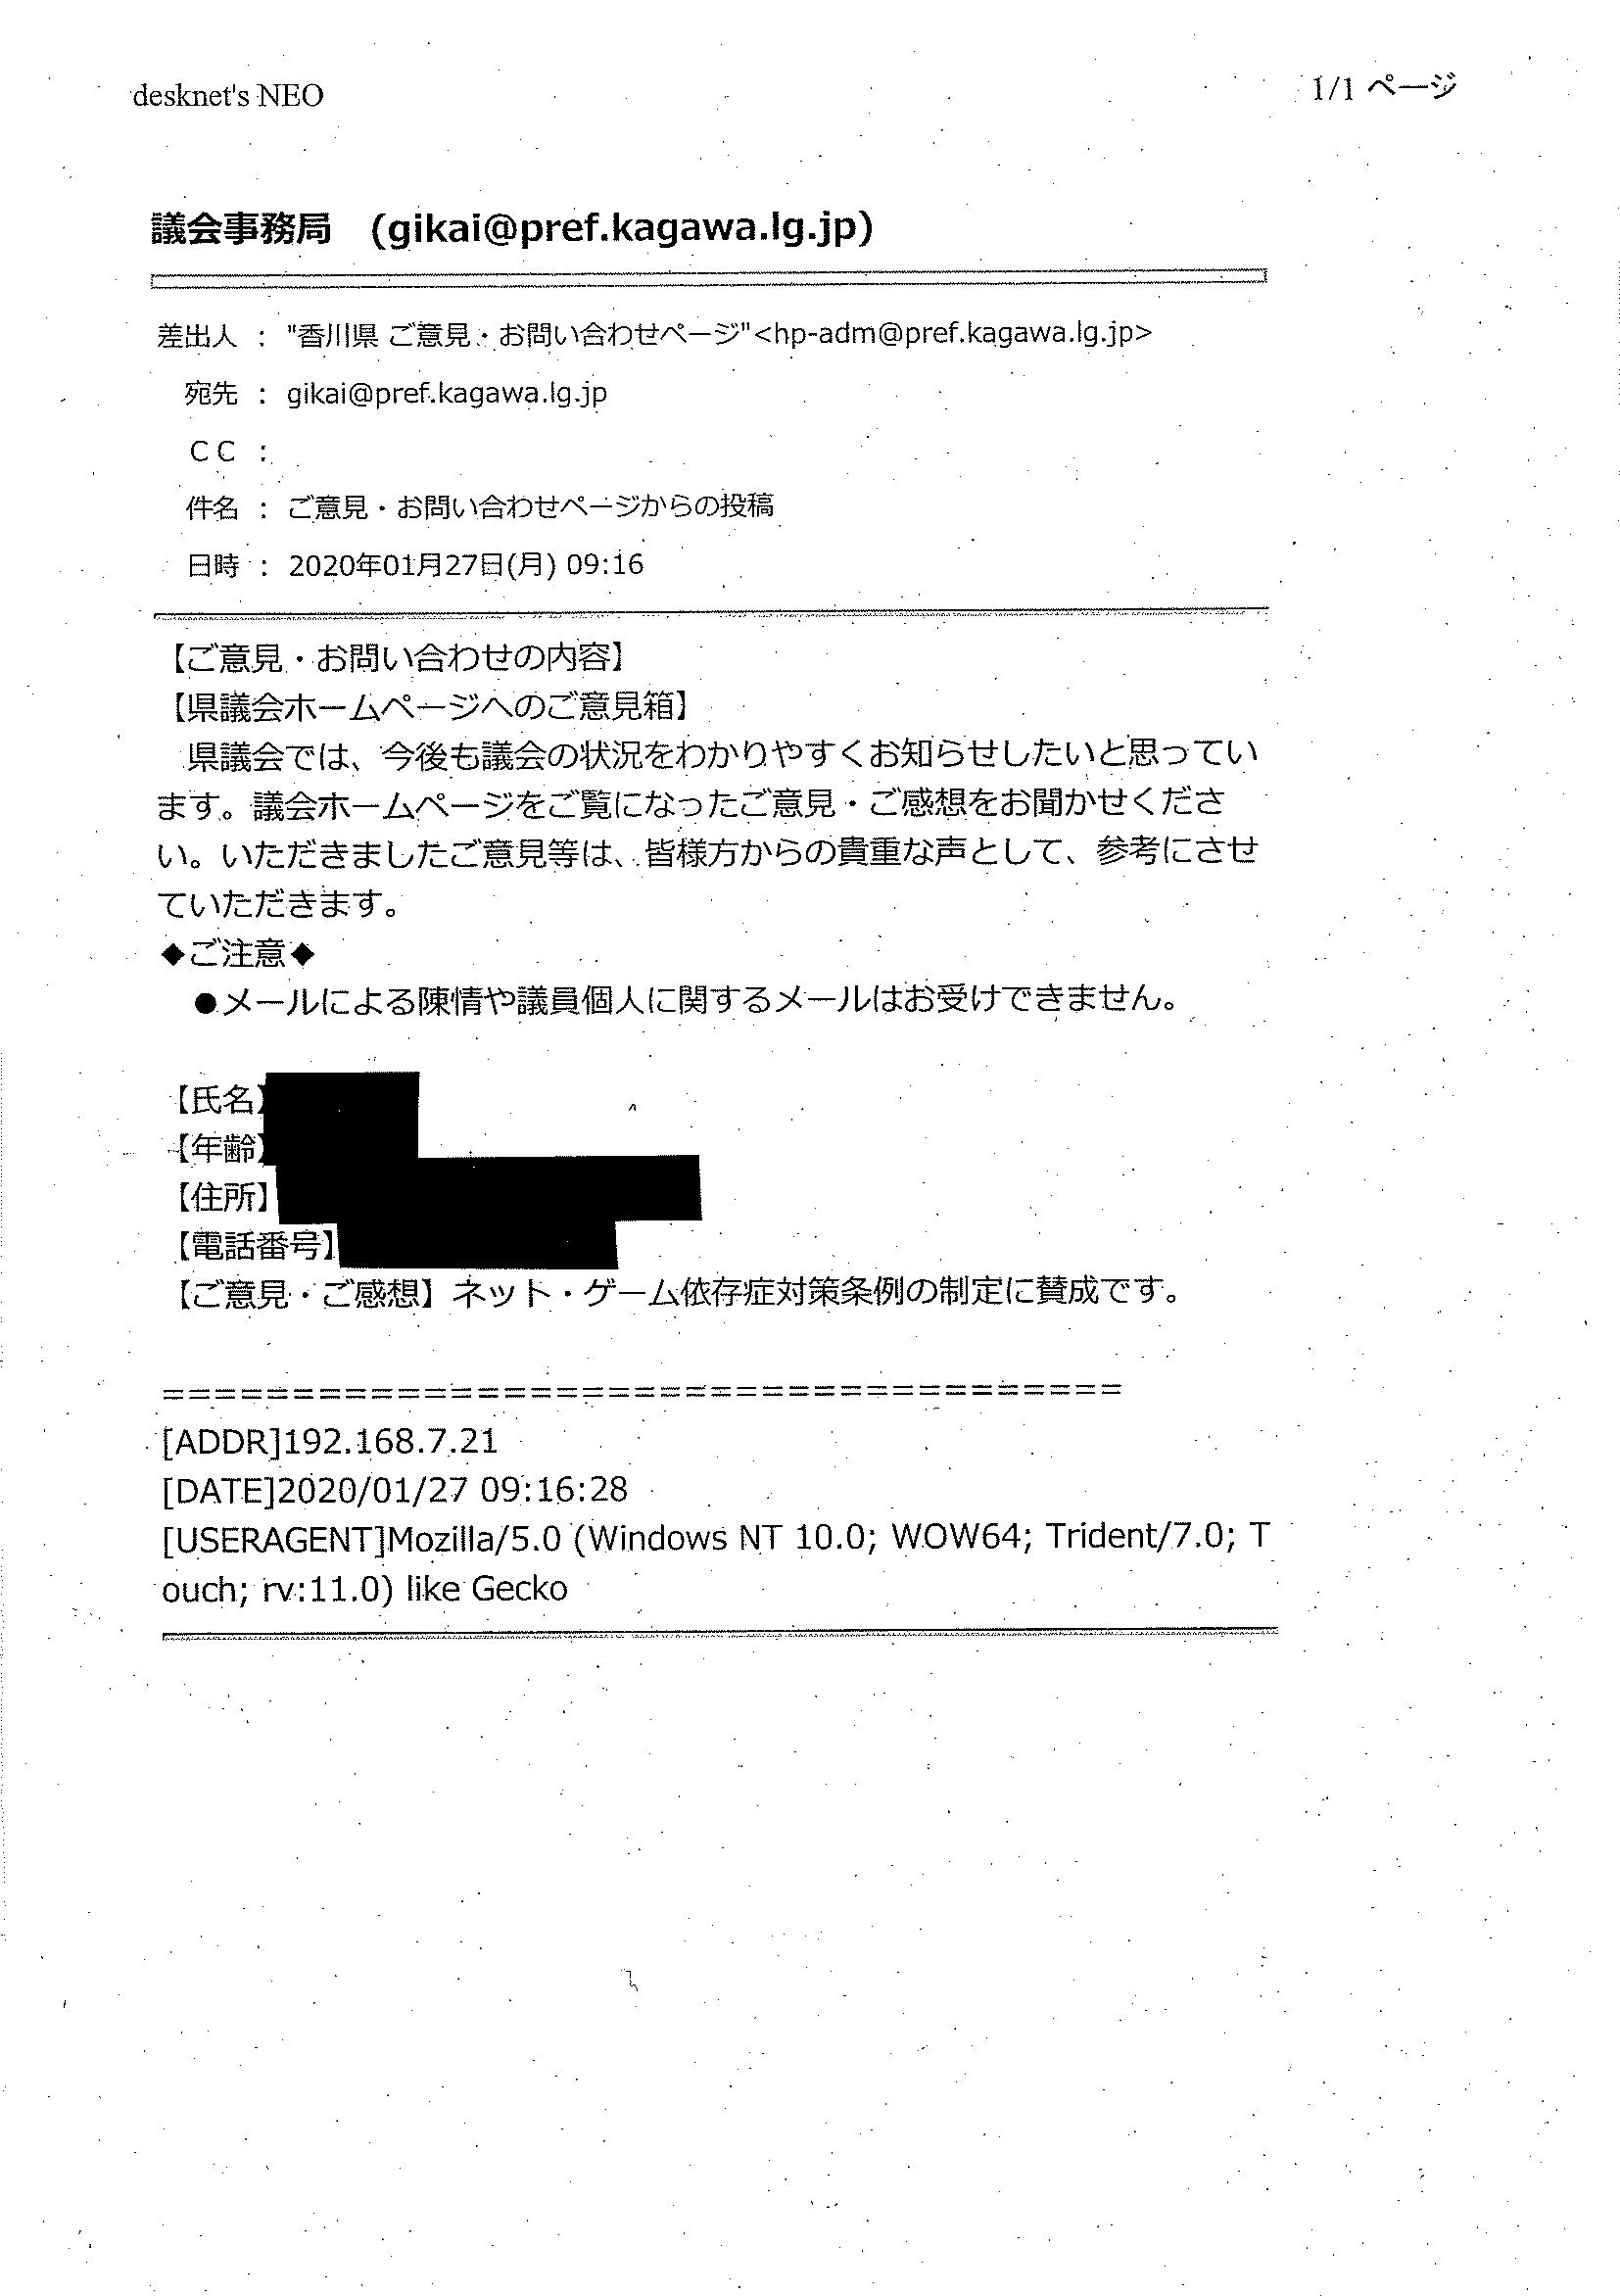 desknet's NEO
1/1 ページ
議会事務局 (gikai@pref.kagawa.lg.jp)
差出人 : "香川県 ご意見・お問い合わせページ"<hp-adm@pref.kagawa.lg.jp>
宛先 : gikai@pref.kagawa.lg.jp
CC :
件名 : ご意見・お問い合わせページからの投稿
日時 : 2020年01月27日(月) 09:16
【ご意見・お問い合わせの内容】
【県議会ホームページへのご意見箱】
県議会では、今後も議会の状況をわかりやすくお知らせしたいと思ってい
ます。議会ホームページをご覧になったご意見・ご感想をお聞かせくださ
い。いただきましたご意見等は、皆様方からの貴重な声として、参考にさせ
ていただきます。
◆ご注意◆
●メールによる陳情や議員個人に関するメールはお受けできません。
【氏名】
【年齢】
【住所】
【電話番号】
【ご意見・ご感想】ネット・ゲーム依存症対策条例の制定に賛成です。
=====================================
[ADDR]192.168.7.21
[DATE]2020/01/27 09:16:28
[USERAGENT]Mozilla/5.0 (Windows NT 10.0; WOW64; Trident/7.0; T
ouch; rv:11.0) like Gecko